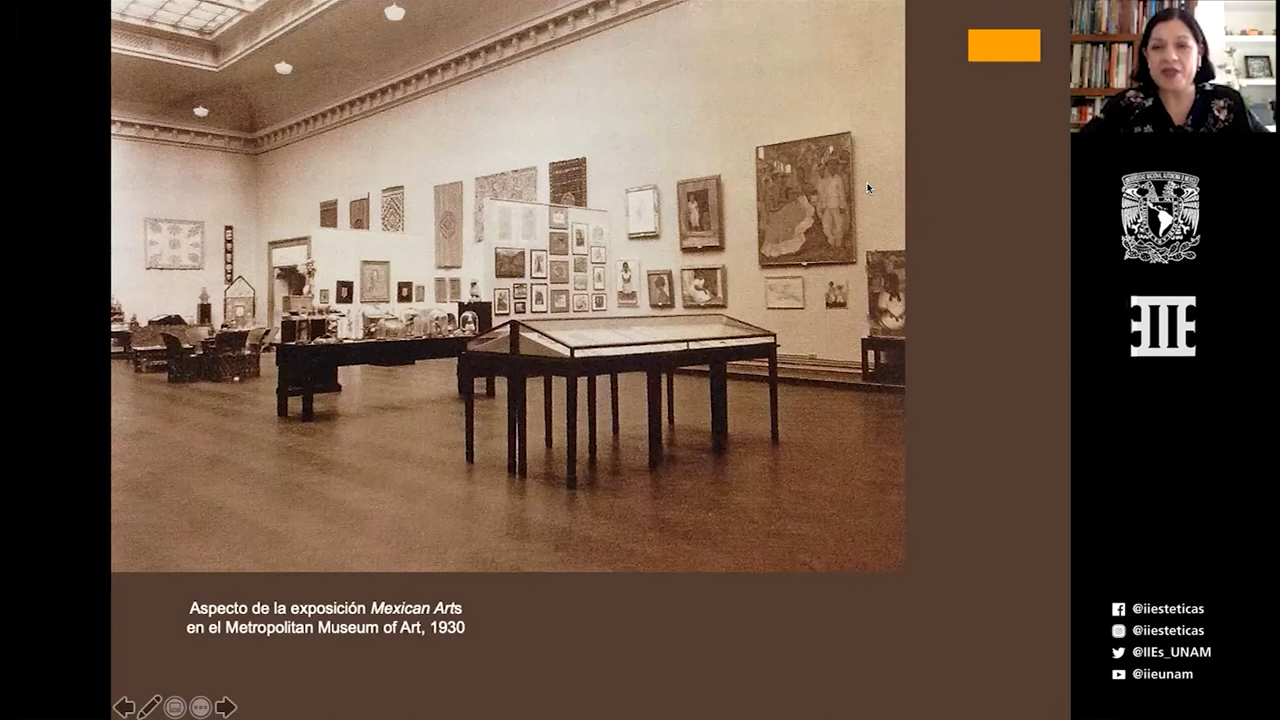 Aspecto de la exposición Mexican Arts
en el Metropolitan Museum of Art, 1930
@iiesteticas
@iiesteticas
@IIEs_UNAM
@iieunam